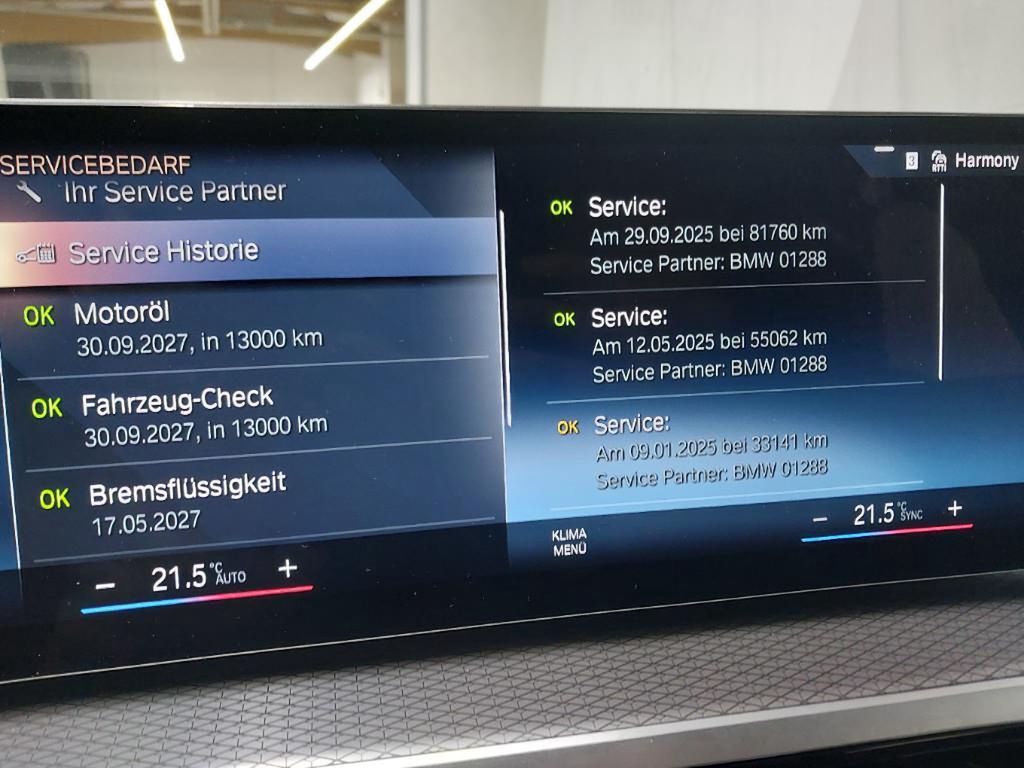 SERVICEBEDARF
Ihr Service Partner
Service Historie
OK Motoröl
30.09.2027, in 13000 km
OK Fahrzeug-Check
30.09.2027, in 13000 km
OK Bremsflüssigkeit
17.05.2027
− 21.5 °C AUTO +
3 RTTI Harmony
OK Service:
Am 29.09.2025 bei 81760 km
Service Partner: BMW 01288
OK Service:
Am 12.05.2025 bei 55062 km
Service Partner: BMW 01288
OK Service:
Am 09.01.2025 bei 33141 km
Service Partner: BMW 01288
KLIMA
MENÜ
− 21.5 °C SYNC +